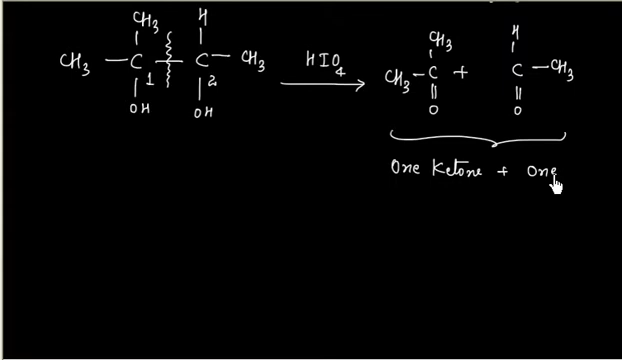 CH3 H
CH3 — C — C — CH3 HIO4 CH3 — C + C — CH3
1 2
OH OH
CH3 H
O O
One Ketone + One